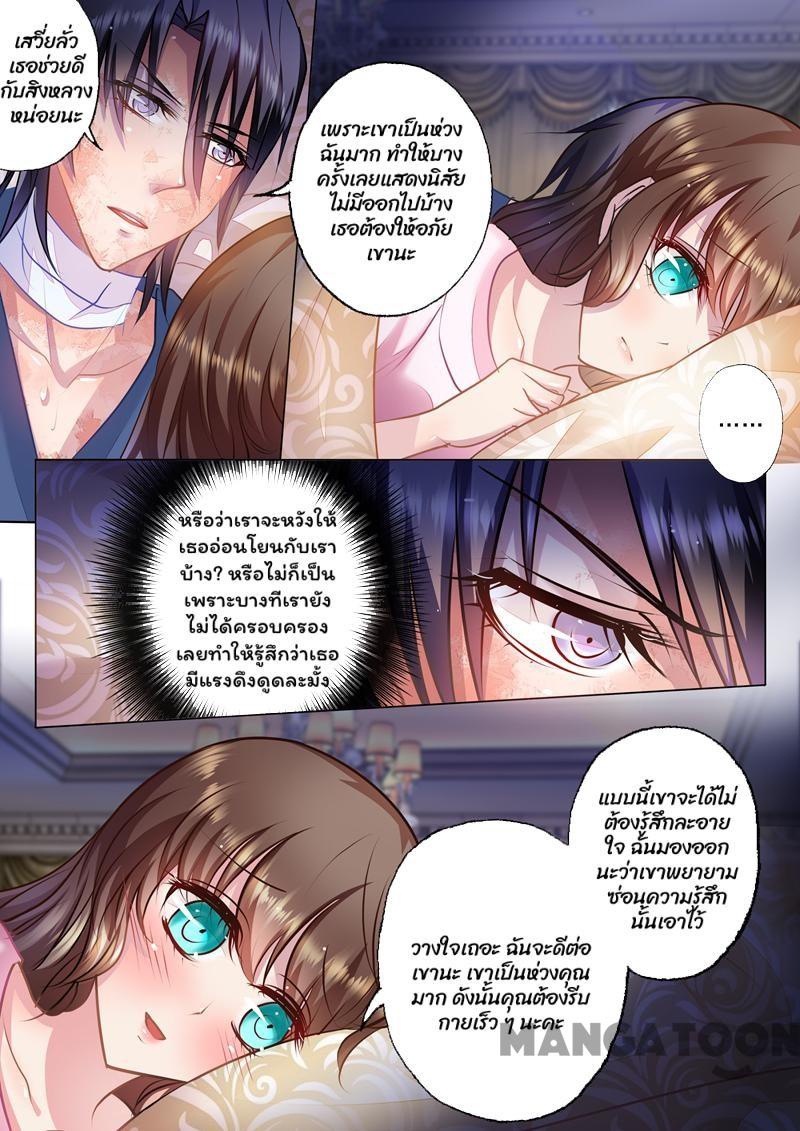 เสวี่ยลั่ว
เธอช่วยดี
กับสิงหลาง
หน่อยนะ
เพราะเขาเป็นห่วง
ฉันมาก ทำให้บาง
ครั้งเลยแสดงนิสัย
ไม่มีออกไปบ้าง
เธอต้องให้อภัย
เขานะ
......
หรือว่าเราจะหวังให้
เธออ่อนโยนกับเรา
บ้าง? หรือไม่ก็เป็น
เพราะบางทีเรายัง
ไม่ได้ครอบครอง
เลยทำให้รู้สึกว่าเธอ
มีแรงดึงดูดละมั้ง
แบบนี้เขาจะได้ไม่
ต้องรู้สึกละอาย
ใจ ฉันมองออก
นะว่าเขาพยายาม
ซ่อนความรู้สึก
นั้นเอาไว้
วางใจเถอะ ฉันจะดีต่อ
เขานะ เขาเป็นห่วงคุณ
มาก ดังนั้นคุณต้องรีบ
กายเร็ว ๆ นะคะ
MANGATOON